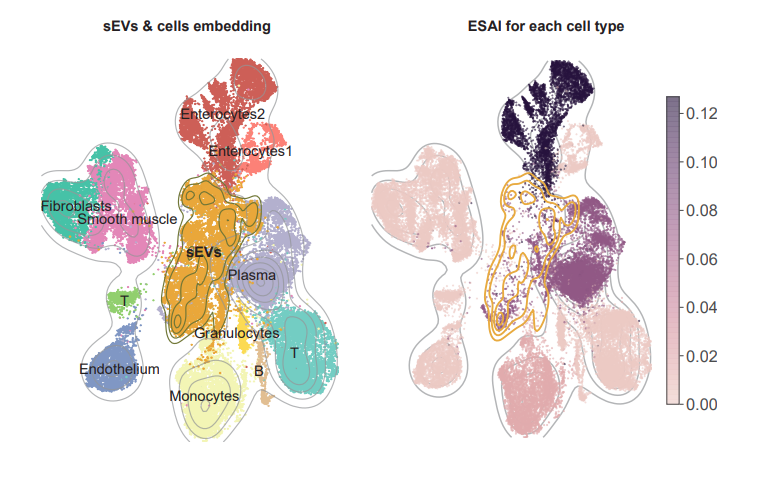 sEVs & cells embedding
ESAI for each cell type
Enterocytes2
Enterocytes1
Fibroblasts
Smooth muscle
sEVs
Plasma
T
Granulocytes
T
Endothelium
B
Monocytes
0.12
0.10
0.08
0.06
0.04
0.02
0.00